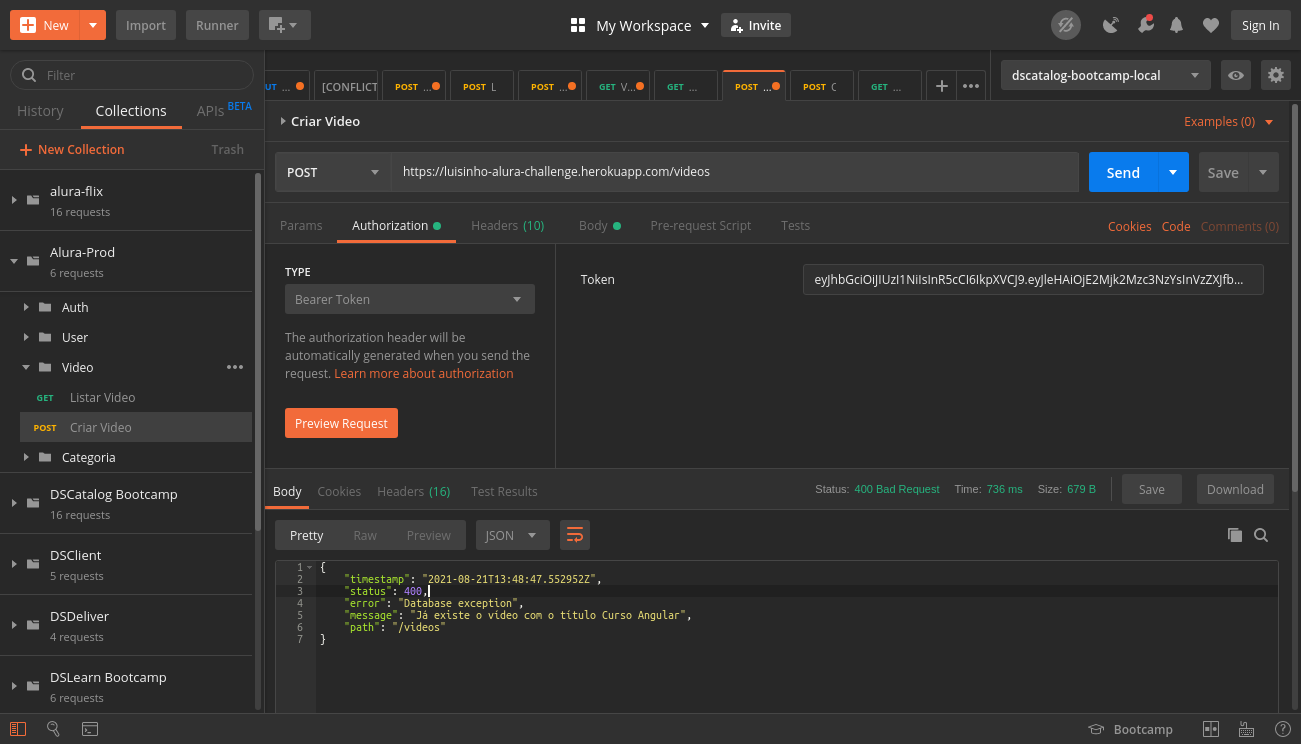 New
Import
Runner
My Workspace
Invite
Sign In
Filter
History
Collections
APIs
BETA
New Collection
Trash
alura-flix
16 requests
Alura-Prod
6 requests
Auth
User
Video
GET Listar Video
POST Criar Video
Categoria
DSCatalog Bootcamp
16 requests
DSClient
5 requests
DSDeliver
4 requests
DSLearn Bootcamp
6 requests
UT ...
[CONFLICT
POST ...
POST L
POST ...
GET V...
GET ...
POST ...
POST C
GET ...
dscatalog-bootcamp-local
Criar Video
Examples (0)
POST
https://luisinho-alura-challenge.herokuapp.com/videos
Send
Save
Params
Authorization
Headers (10)
Body
Pre-request Script
Tests
Cookies
Code
Comments (0)
TYPE
Bearer Token
The authorization header will be
automatically generated when you send the
request. Learn more about authorization
Preview Request
Token
eyJhbGciOiJIUzI1NiIsInR5cCI6IkpXVCJ9.eyJleHAiOjE2Mjk2Mzc3NzYsInVzZXJfb...
Body
Cookies
Headers (16)
Test Results
Status: 400 Bad Request
Time: 736 ms
Size: 679 B
Save
Download
Pretty
Raw
Preview
JSON
1 {
2 "timestamp": "2021-08-21T13:48:47.552952Z",
3 "status": 400,
4 "error": "Database exception",
5 "message": "Já existe o vídeo com o título Curso Angular",
6 "path": "/videos"
7 }
Bootcamp